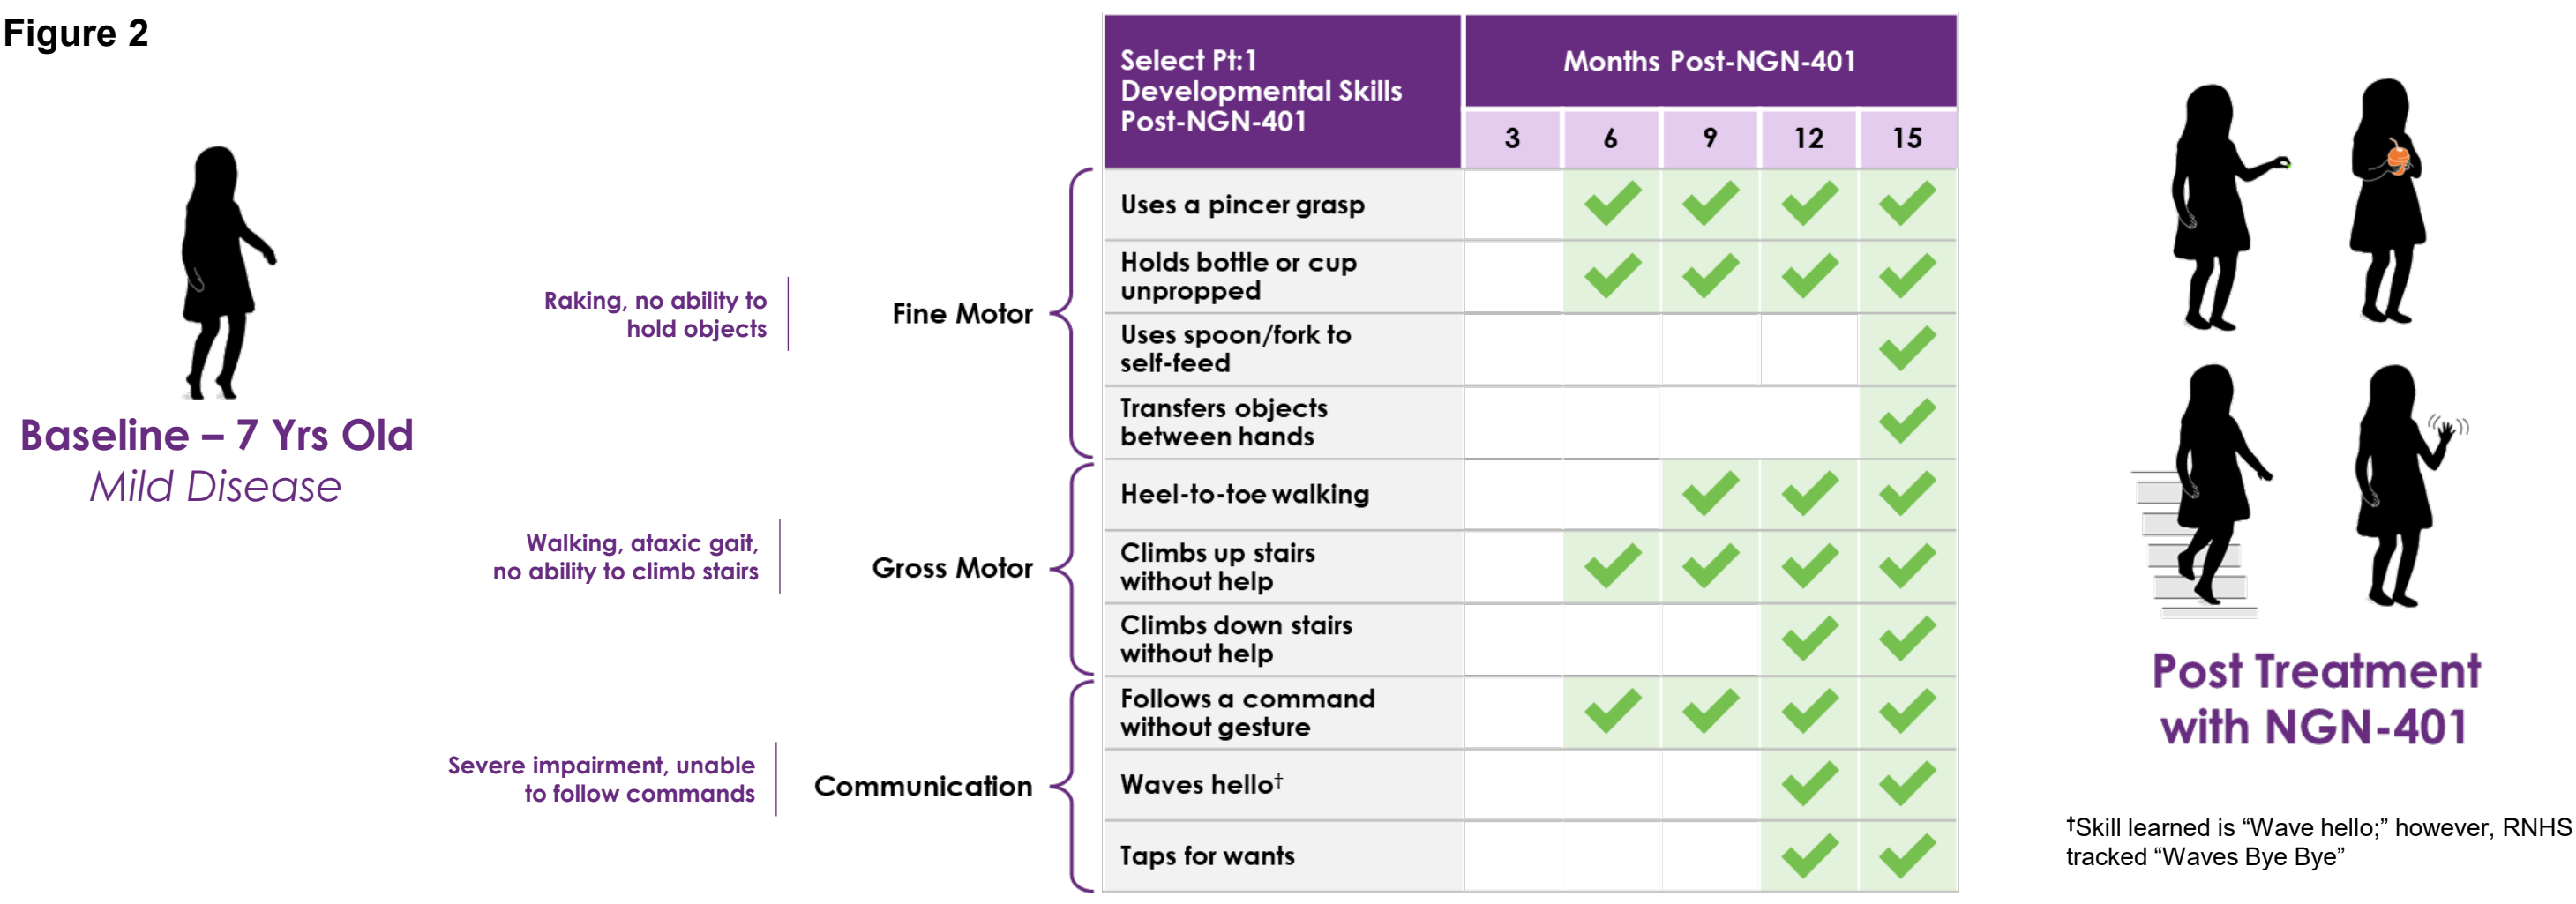 Figure 2
Baseline – 7 Yrs Old
Mild Disease
Raking, no ability to
hold objects
Walking, ataxic gait,
no ability to climb stairs
Severe impairment, unable
to follow commands
Fine Motor
Gross Motor
Communication
Select Pt:1
Developmental Skills
Post-NGN-401
Months Post-NGN-401
3 6 9 12 15
Uses a pincer grasp
Holds bottle or cup
unpropped
Uses spoon/fork to
self-feed
Transfers objects
between hands
Heel-to-toe walking
Climbs up stairs
without help
Climbs down stairs
without help
Follows a command
without gesture
Waves hello†
Taps for wants
Post Treatment
with NGN-401
†Skill learned is “Wave hello;” however, RNHS
tracked “Waves Bye Bye”